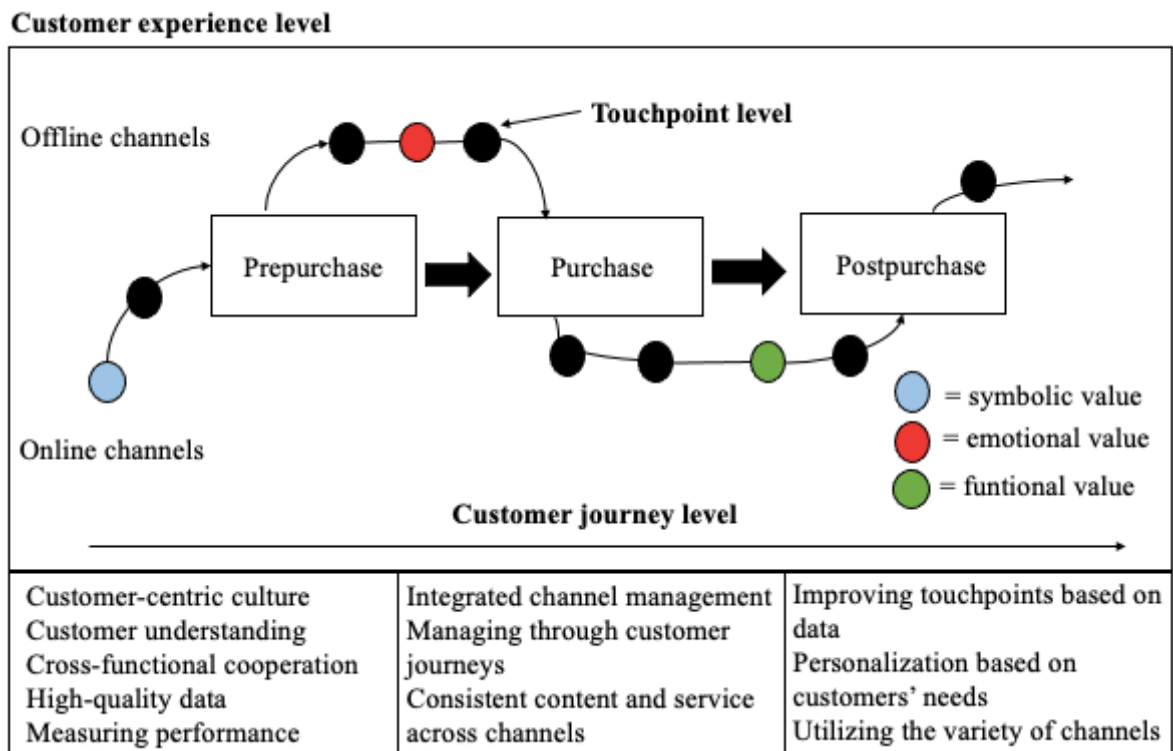 Customer experience level
Offline channels
Touchpoint level
Prepurchase
Purchase
Postpurchase
Online channels
= symbolic value
= emotional value
= funtional value
Customer journey level
Customer-centric culture
Customer understanding
Cross-functional cooperation
High-quality data
Measuring performance
Integrated channel management
Managing through customer
journeys
Consistent content and service
across channels
Improving touchpoints based on
data
Personalization based on
customers’ needs
Utilizing the variety of channels